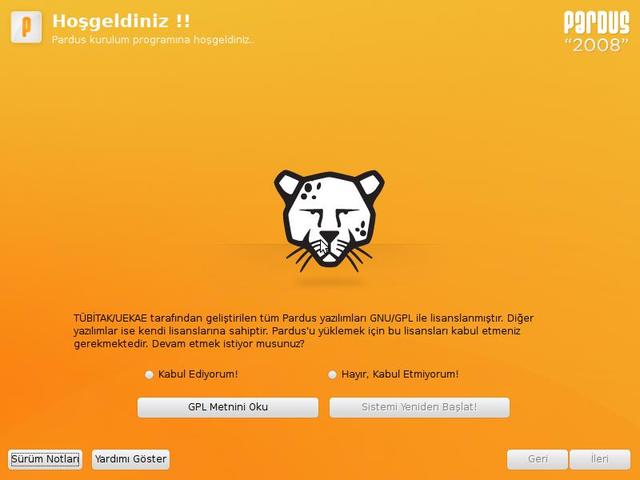 Hoşgeldiniz !!
Pardus kurulum programına hoşgeldiniz..
PARDUS
“2008”
TÜBİTAK/UEKAE tarafından geliştirilen tüm Pardus yazılımları GNU/GPL ile lisanslanmıştır. Diğer
yazılımlar ise kendi lisanslarına sahiptir. Pardus'u yüklemek için bu lisansları kabul etmeniz
gerekmektedir. Devam etmek istiyor musunuz?
Kabul Ediyorum!
Hayır, Kabul Etmiyorum!
GPL Metnini Oku
Sistemi Yeniden Başlat!
Sürüm Notları
Yardımı Göster
Geri
İleri